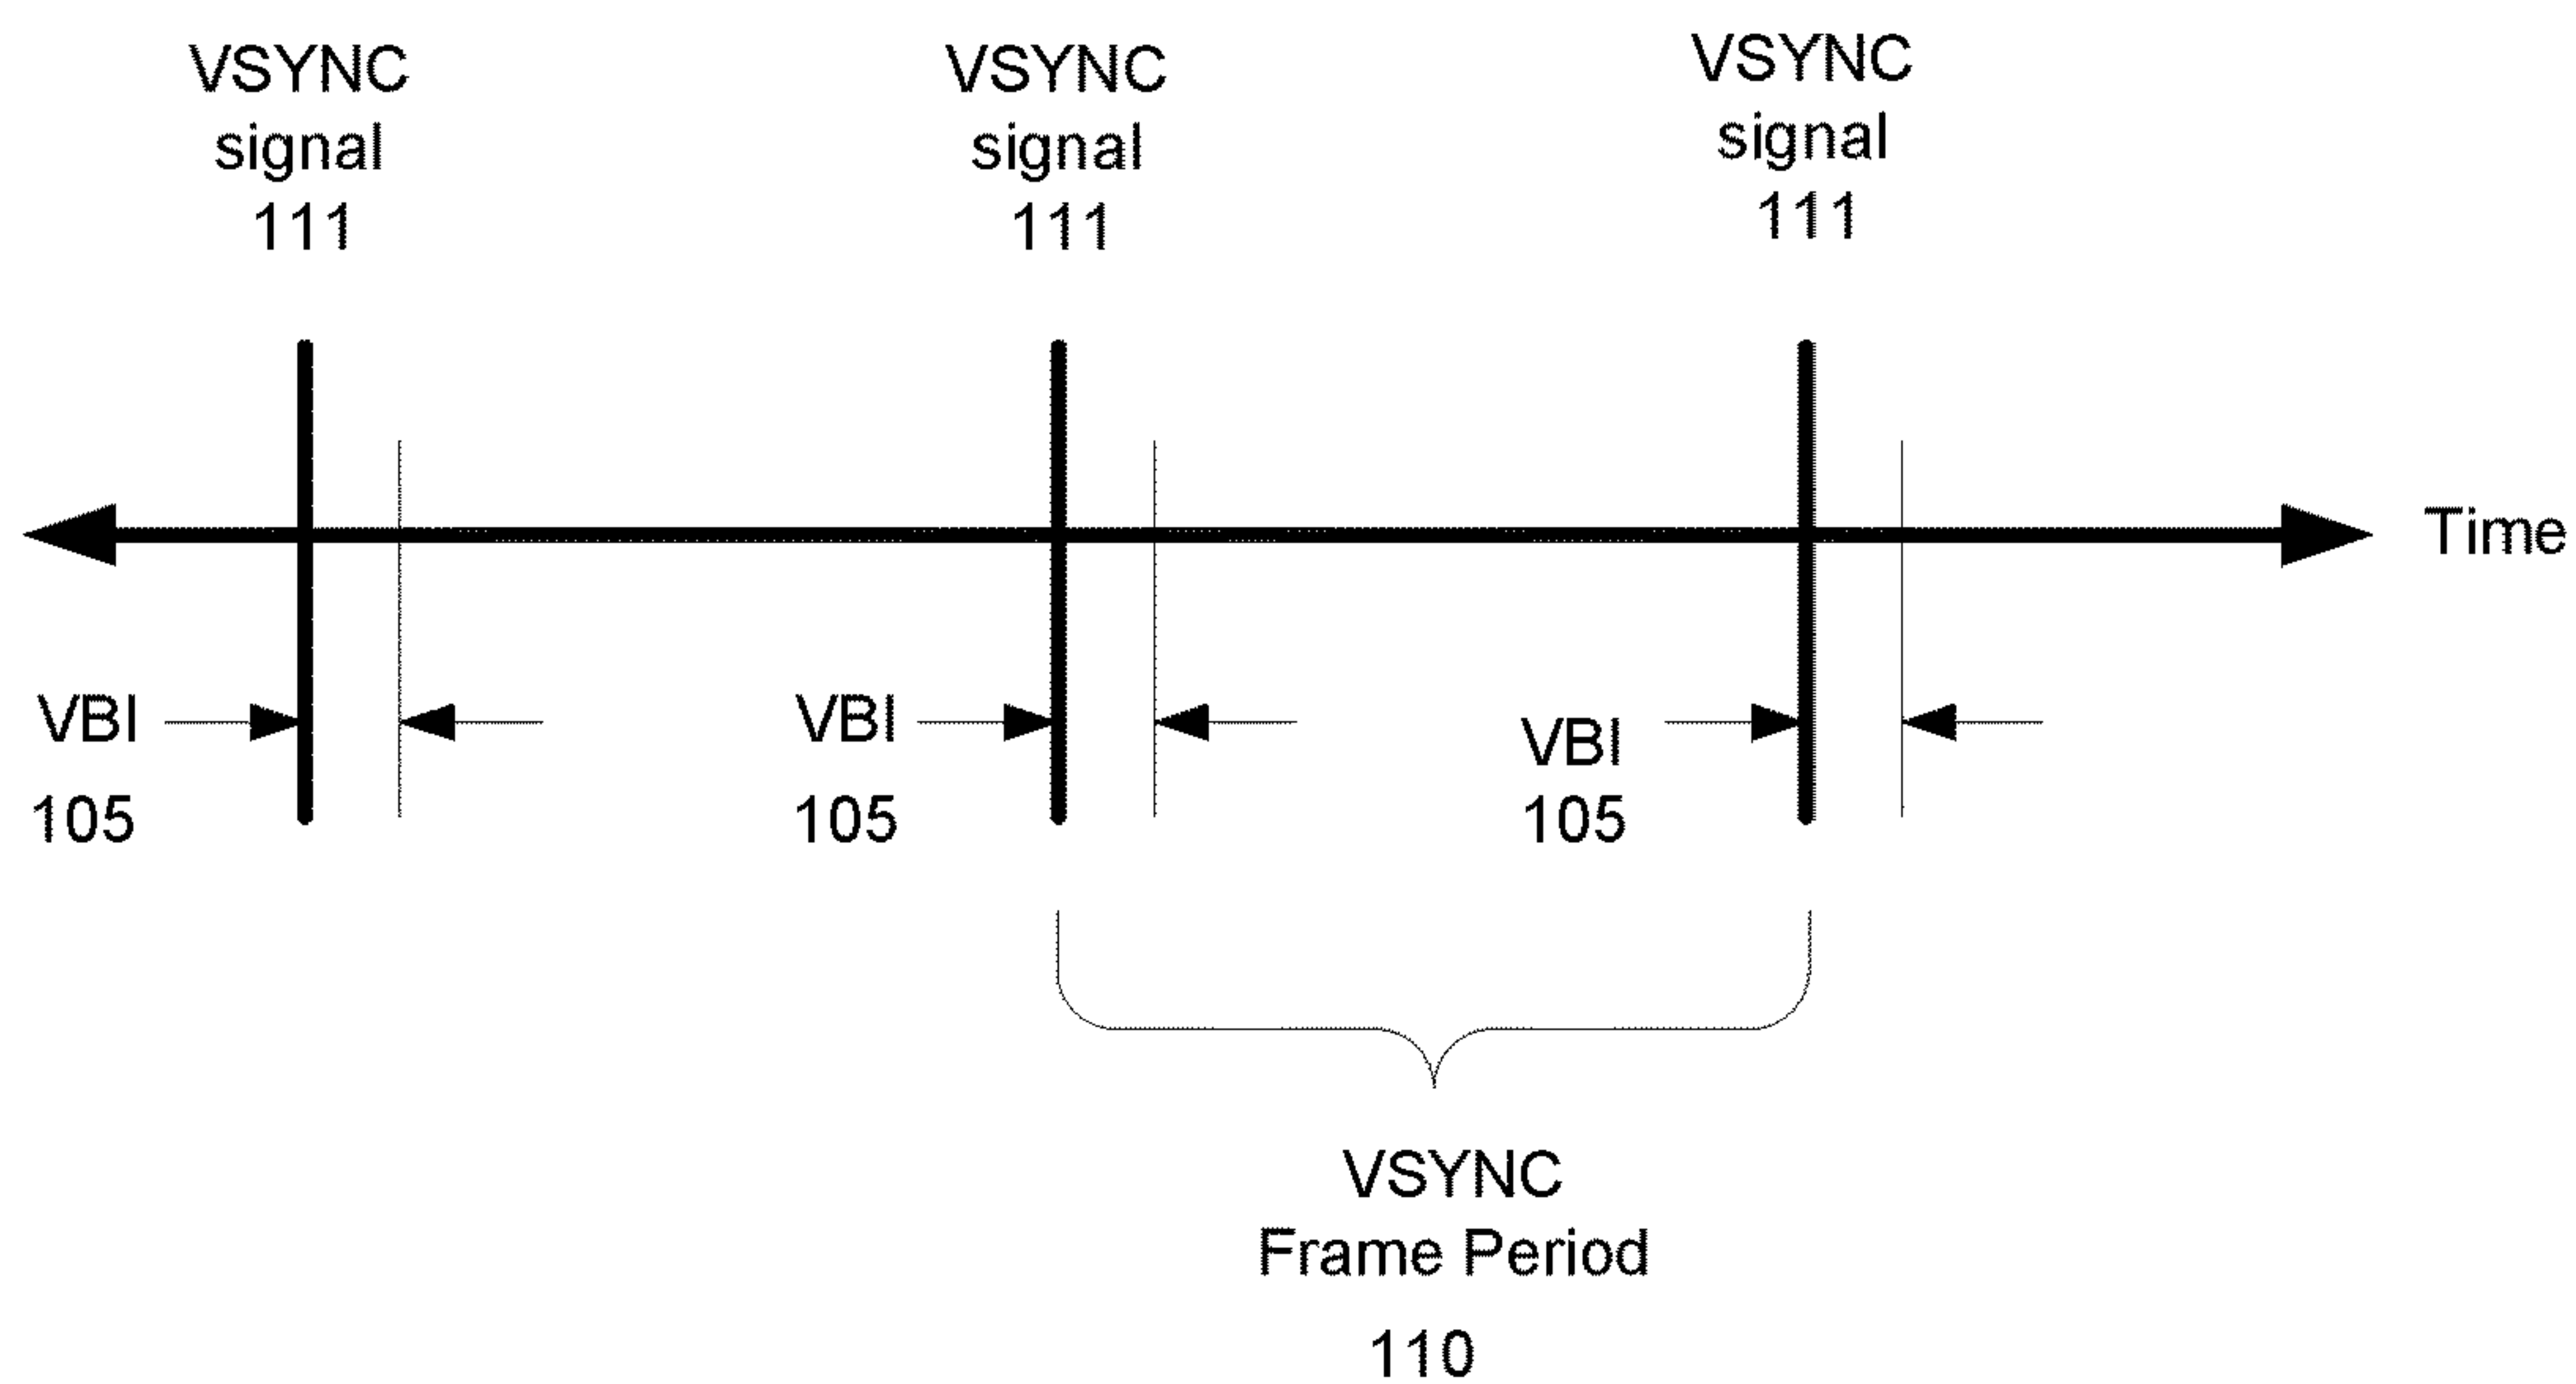 VSYNC
signal
111
VSYNC
signal
111
VSYNC
signal
111
Time
VBI
105
VBI
105
VBI
105
VSYNC
Frame Period
110